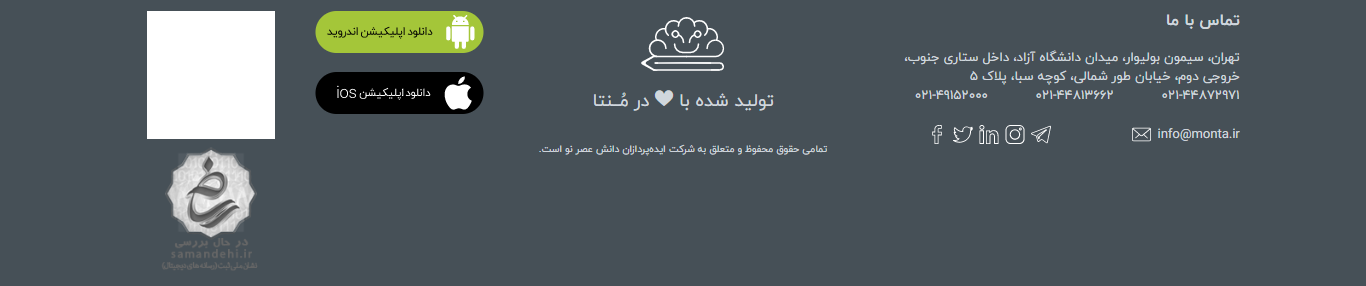 تماس با ما
تهران، سیمون بولیوار، میدان دانشگاه آزاد، داخل ستاری جنوب،
خروجی دوم، خیابان طور شمالی، کوچه سبا، پلاک ۵
۰۲۱-۴۴۸۷۲۹۷۱ ۰۲۱-۴۴۸۱۳۶۶۲ ۰۲۱-۴۹۱۵۲۰۰۰
info@monta.ir
تولید شده با در مُـنتا
تمامی حقوق محفوظ و متعلق به شرکت ایده‌پردازان دانش عصر نو است.
دانلود اپلیکیشن اندروید
دانلود اپلیکیشن iOS
در حال بررسی
samandehi.ir
نشان ملی ثبت (رسانه های دیجیتال)